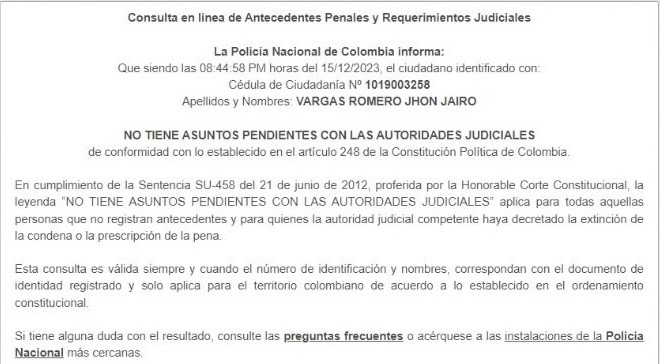 Consulta en línea de Antecedentes Penales y Requerimientos Judiciales
La Policía Nacional de Colombia informa:
Que siendo las 08:44:58 PM horas del 15/12/2023, el ciudadano identificado con:
Cédula de Ciudadanía Nº 1019003258
Apellidos y Nombres: VARGAS ROMERO JHON JAIRO
NO TIENE ASUNTOS PENDIENTES CON LAS AUTORIDADES JUDICIALES
de conformidad con lo establecido en el artículo 248 de la Constitución Política de Colombia.
En cumplimiento de la Sentencia SU-458 del 21 de junio de 2012, proferida por la Honorable Corte Constitucional, la
leyenda "NO TIENE ASUNTOS PENDIENTES CON LAS AUTORIDADES JUDICIALES" aplica para todas aquellas
personas que no registran antecedentes y para quienes la autoridad judicial competente haya decretado la extinción de
la condena o la prescripción de la pena.
Esta consulta es válida siempre y cuando el número de identificación y nombres, correspondan con el documento de
identidad registrado y solo aplica para el territorio colombiano de acuerdo a lo establecido en el ordenamiento
constitucional.
Si tiene alguna duda con el resultado, consulte las preguntas frecuentes o acérquese a las instalaciones de la Policía
Nacional más cercanas.